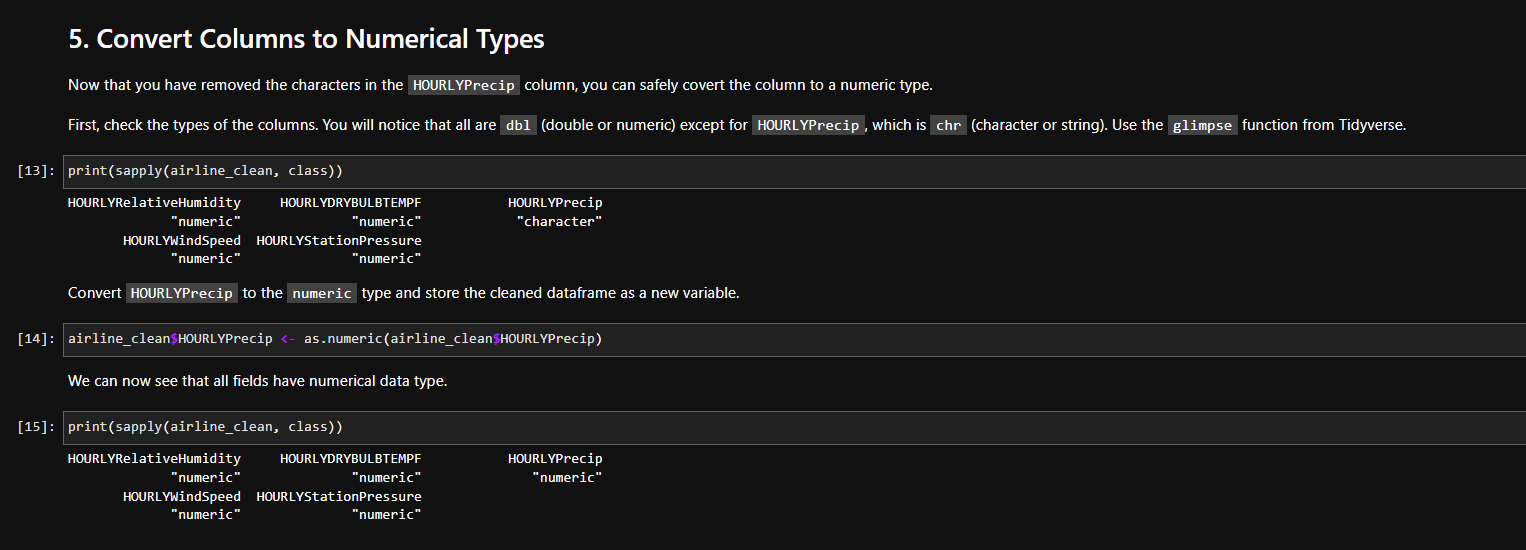 5. Convert Columns to Numerical Types
Now that you have removed the characters in the HOURLYPrecip column, you can safely covert the column to a numeric type.
First, check the types of the columns. You will notice that all are dbl (double or numeric) except for HOURLYPrecip, which is chr (character or string). Use the glimpse function from Tidyverse.
[13]: print(sapply(airline_clean, class))
HOURLYRelativeHumidity HOURLYDRYBULBTEMPF HOURLYPrecip
"numeric" "numeric" "character"
HOURLYWindSpeed HOURLYStationPressure
"numeric" "numeric"
Convert HOURLYPrecip to the numeric type and store the cleaned dataframe as a new variable.
[14]: airline_clean$HOURLYPrecip <- as.numeric(airline_clean$HOURLYPrecip)
We can now see that all fields have numerical data type.
[15]: print(sapply(airline_clean, class))
HOURLYRelativeHumidity HOURLYDRYBULBTEMPF HOURLYPrecip
"numeric" "numeric" "numeric"
HOURLYWindSpeed HOURLYStationPressure
"numeric" "numeric"